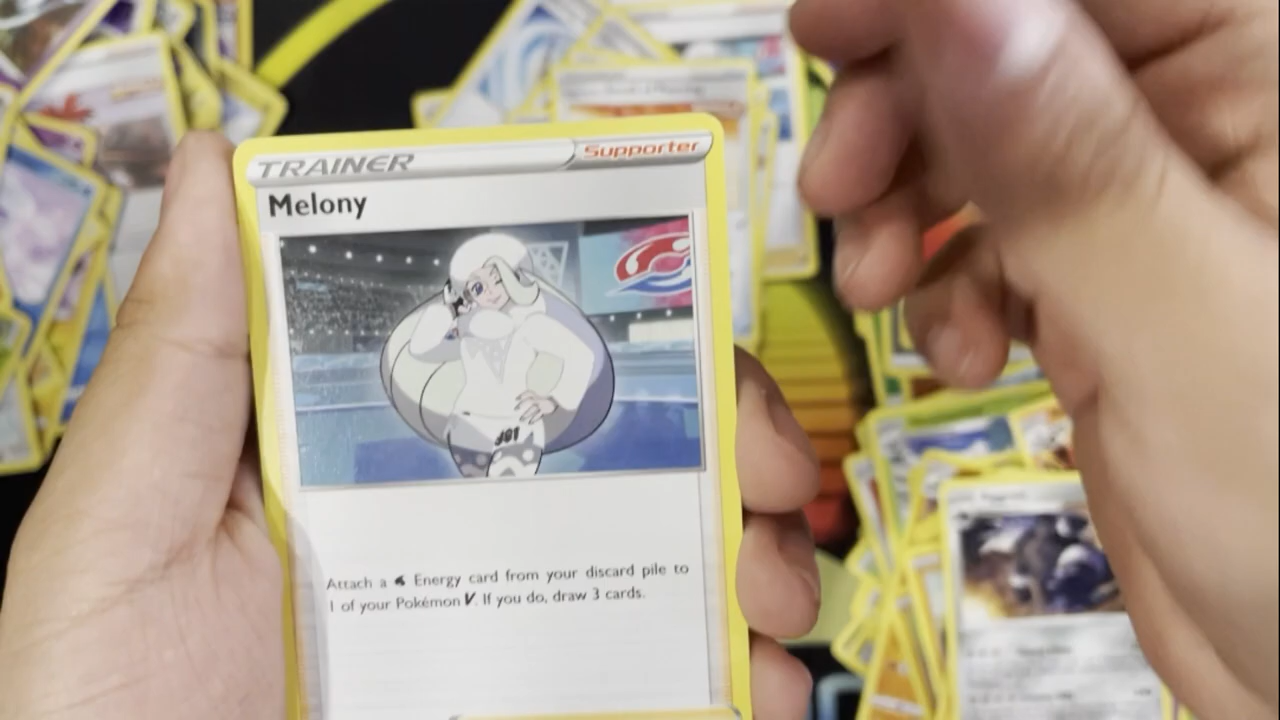 TRAINER Supporter
Melony
Attach a Energy card from your discard pile to
1 of your Pokémon V. If you do, draw 3 cards.